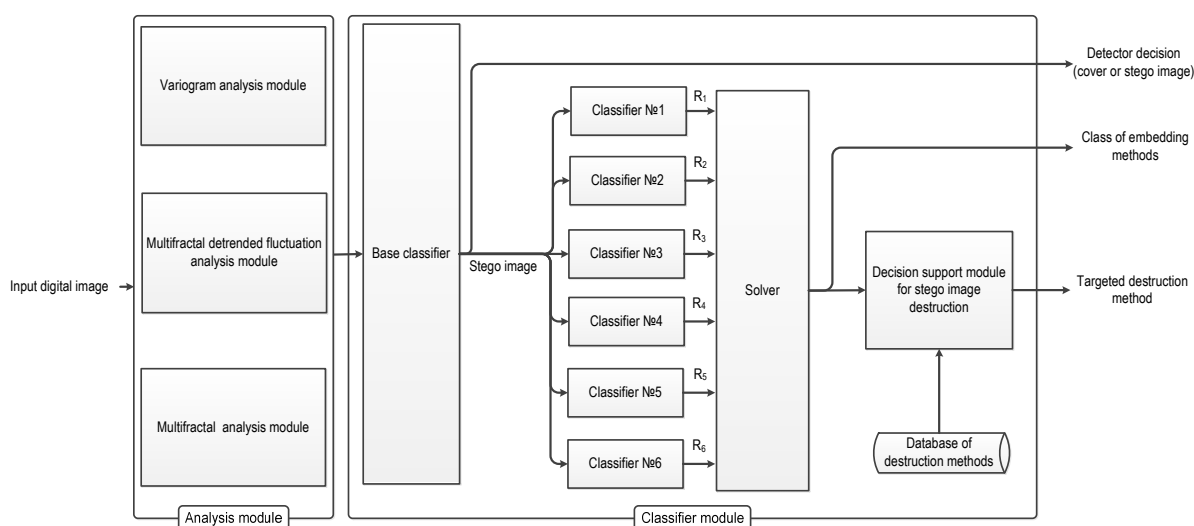 Input digital image
Variogram analysis module
Multifractal detrended fluctuation
analysis module
Multifractal analysis module
Analysis module
Base classifier
Stego image
Classifier №1
Classifier №2
Classifier №3
Classifier №4
Classifier №5
Classifier №6
R1
R2
R3
R4
R5
R6
Solver
Decision support module
for stego image
destruction
Database of
destruction methods
Classifier module
Detector decision
(cover or stego image)
Class of embedding
methods
Targeted destruction
method